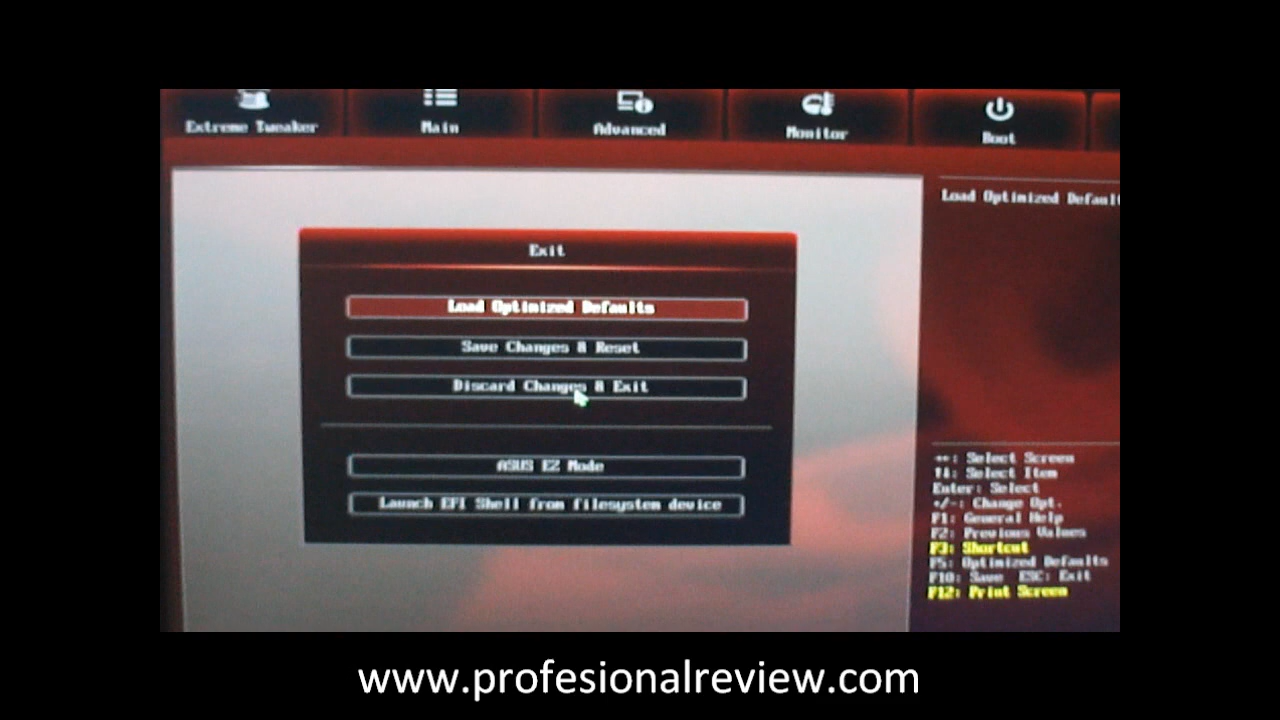 Extreme Tweaker
Main
Advanced
Monitor
Boot
Load Optimized Default
Exit
Load Optimized Defaults
Save Changes & Reset
Discard Changes & Exit
ASUS EZ Mode
Launch EFI Shell from filesystem device
→←: Select Screen
↑↓: Select Item
Enter: Select
+/-: Change Opt.
F1: General Help
F2: Previous Values
F3: Shortcut
F5: Optimized Defaults
F10: Save ESC: Exit
F12: Print Screen
www.profesionalreview.com